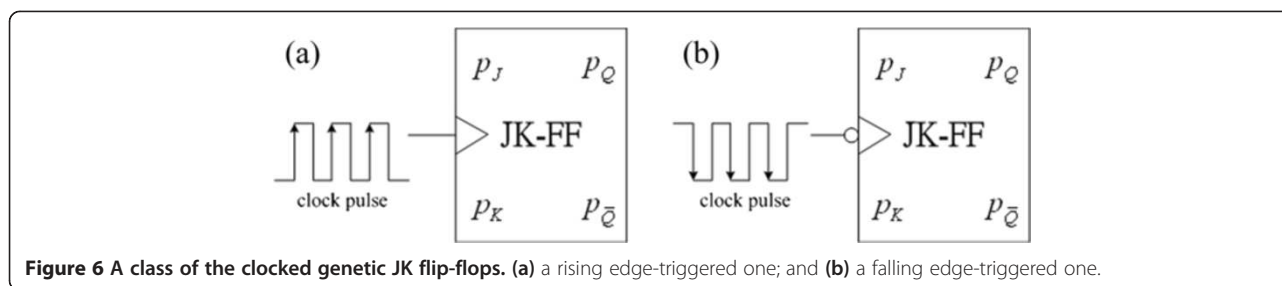 (a)
p_J
p_Q
JK-FF
clock pulse
p_K
p_Q̄
(b)
p_J
p_Q
JK-FF
clock pulse
p_K
p_Q̄
Figure 6 A class of the clocked genetic JK flip-flops. (a) a rising edge-triggered one; and (b) a falling edge-triggered one.